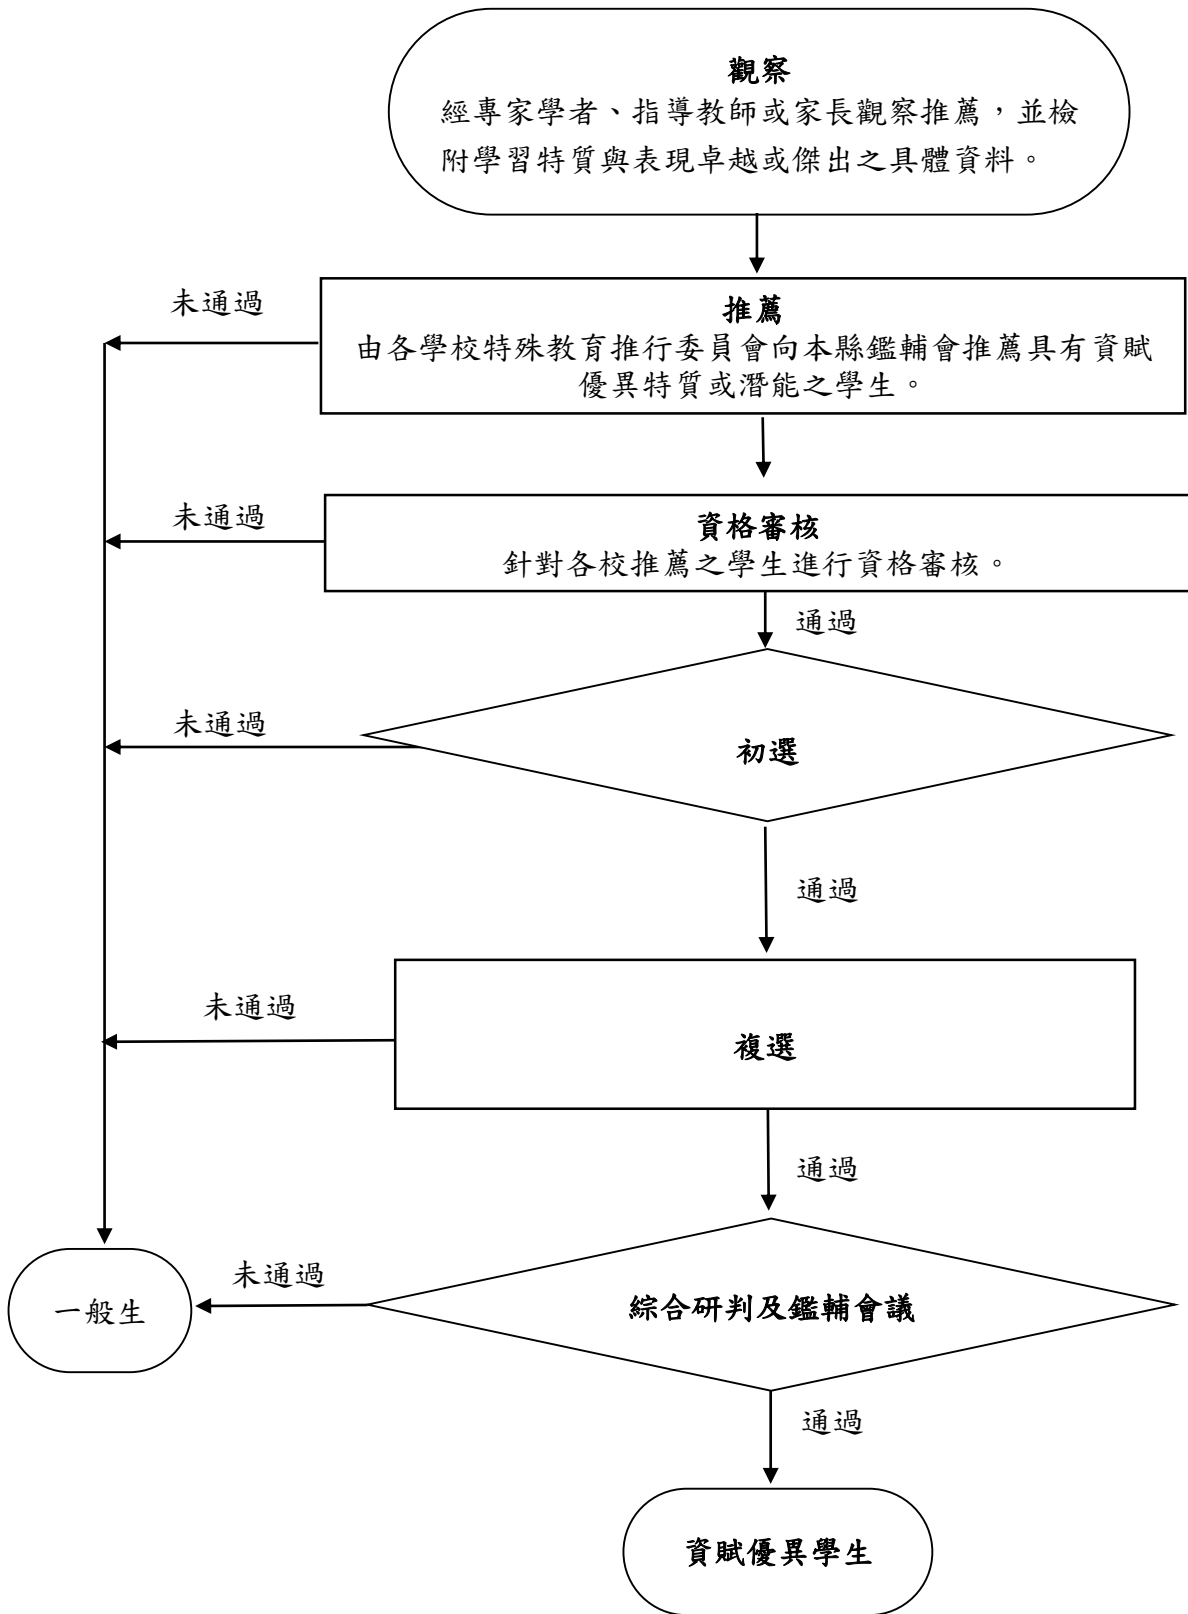 觀察
經專家學者、指導教師或家長觀察推薦，並檢
附學習特質與表現卓越或傑出之具體資料。
未通過
推薦
由各學校特殊教育推行委員會向本縣鑑輔會推薦具有資賦
優異特質或潛能之學生。
未通過
資格審核
針對各校推薦之學生進行資格審核。
通過
未通過
初選
通過
未通過
複選
通過
未通過
一般生
綜合研判及鑑輔會議
通過
資賦優異學生